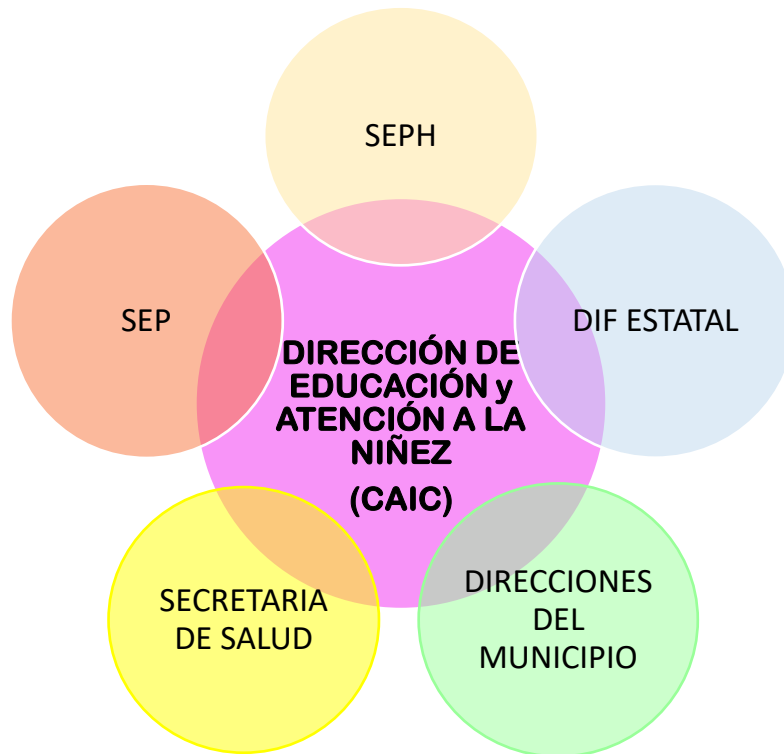 SEPH
SEP
DIF ESTATAL
DIRECCIÓN DE
EDUCACIÓN y
ATENCIÓN A LA
NIÑEZ
(CAIC)
SECRETARIA
DE SALUD
DIRECCIONES
DEL
MUNICIPIO